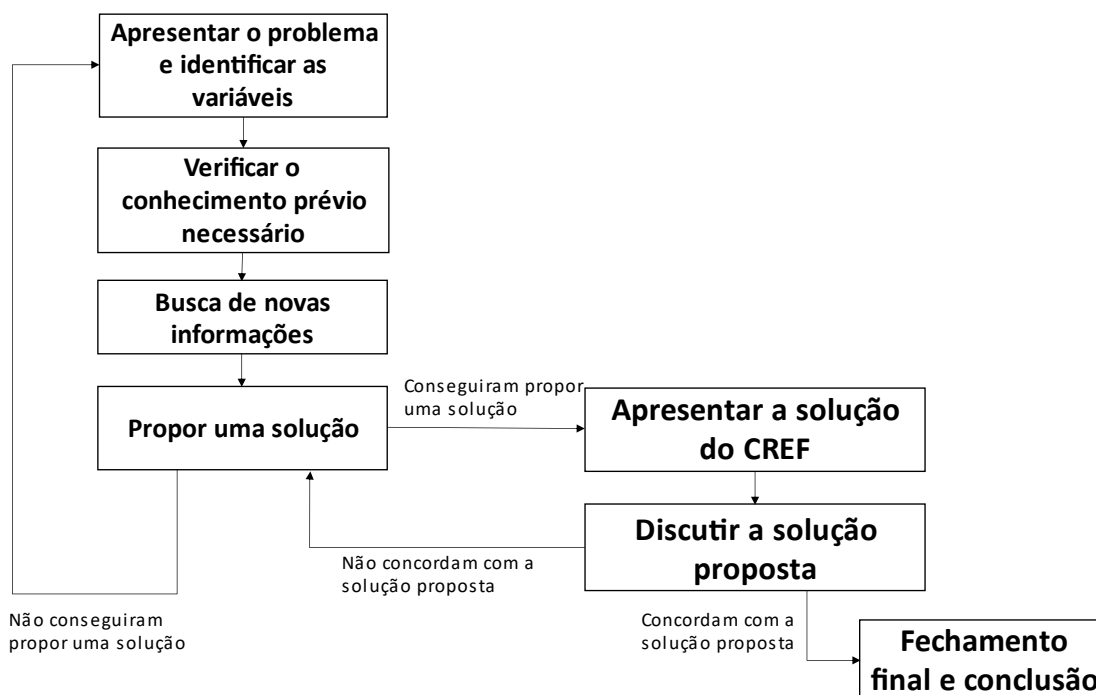 Apresentar o problema
e identificar as
variáveis
Verificar o
conhecimento prévio
necessário
Busca de novas
informações
Propor uma solução
Conseguiram propor
uma solução
Apresentar a solução
do CREF
Discutir a solução
proposta
Não concordam com a
solução proposta
Não conseguiram
propor uma solução
Concordam com a
solução proposta
Fechamento
final e conclusão